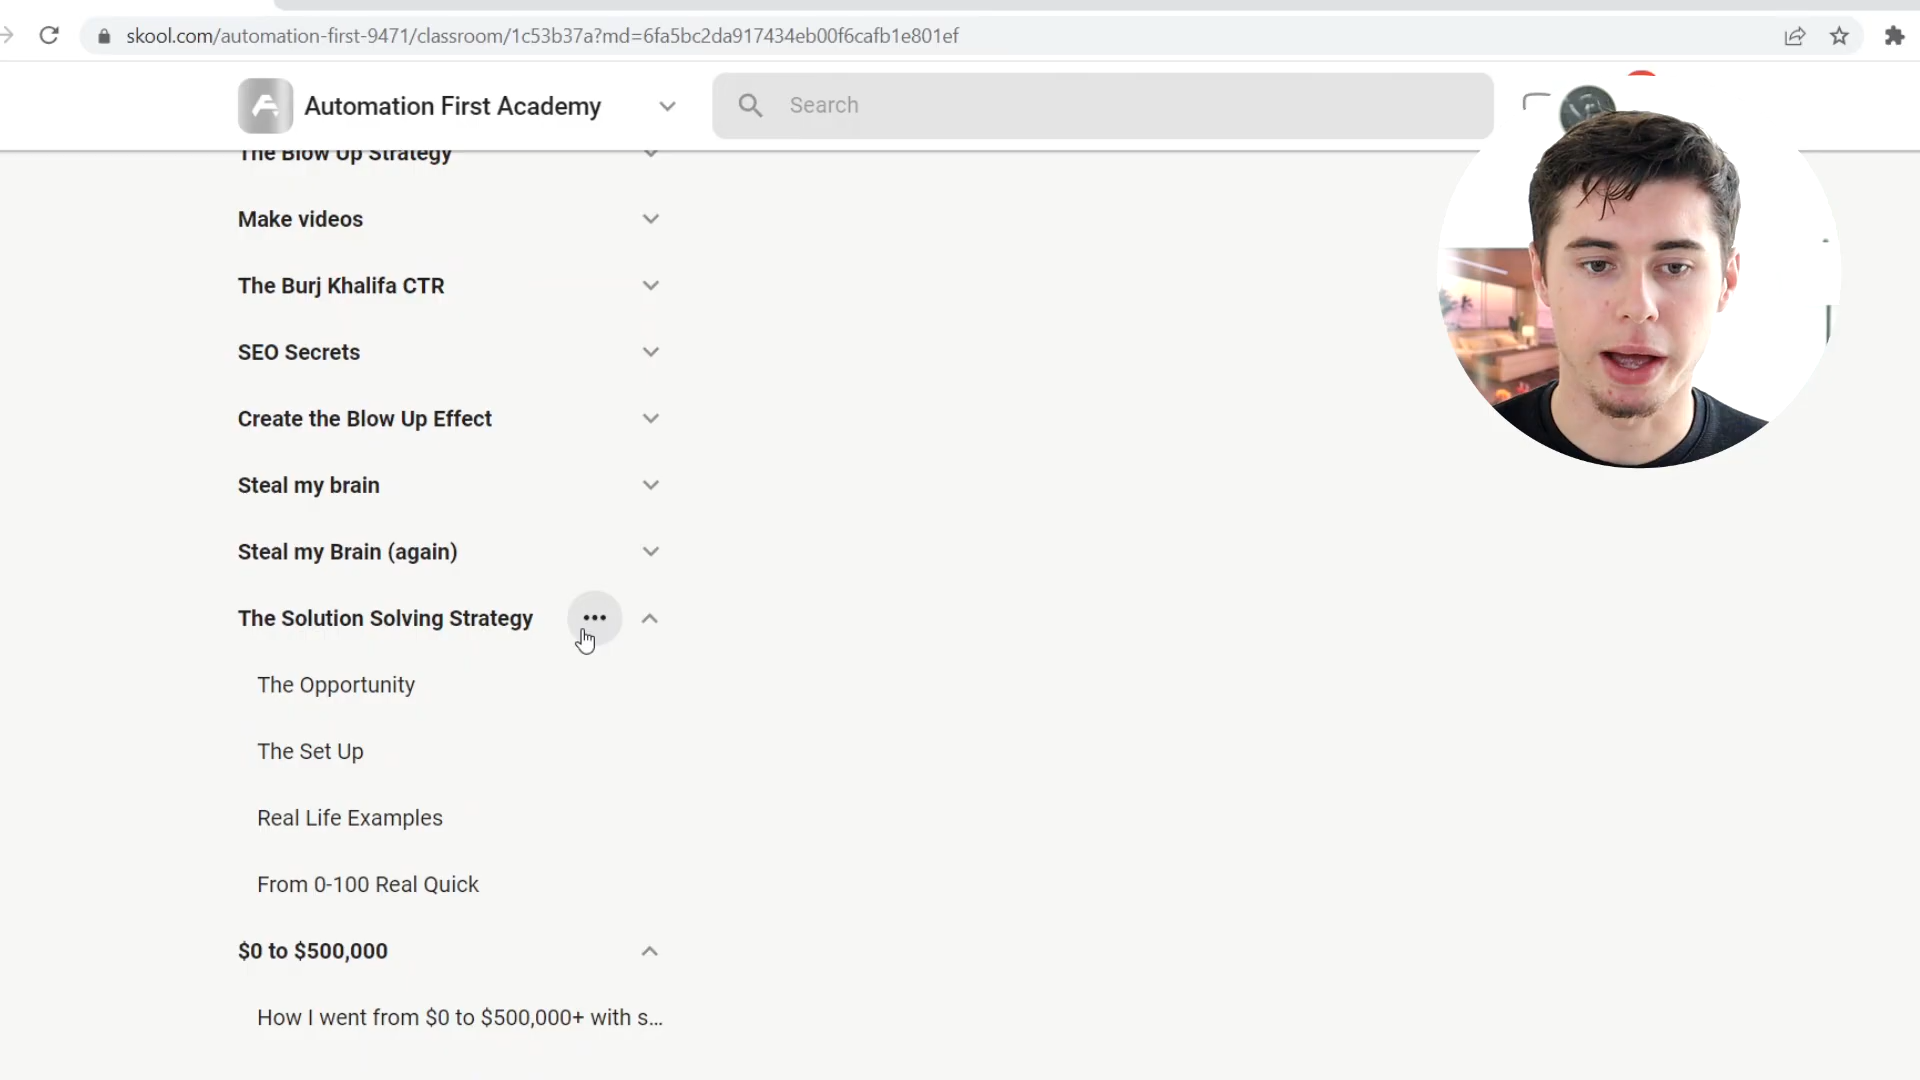 skool.com/automation-first-9471/classroom/1c53b37a?md=6fa5bc2da917434eb00f6cafb1e801ef
Automation First Academy
Search
The Blow Up Strategy
Make videos
The Burj Khalifa CTR
SEO Secrets
Create the Blow Up Effect
Steal my brain
Steal my Brain (again)
The Solution Solving Strategy
The Opportunity
The Set Up
Real Life Examples
From 0-100 Real Quick
$0 to $500,000
How I went from $0 to $500,000+ with s...